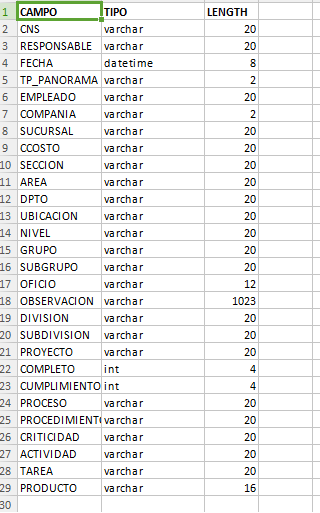 1 CAMPO TIPO LENGTH
2 CNS varchar 20
3 RESPONSABLE varchar 20
4 FECHA datetime 8
5 TP_PANORAMA varchar 2
6 EMPLEADO varchar 20
7 COMPANIA varchar 2
8 SUCURSAL varchar 20
9 CCOSTO varchar 20
10 SECCION varchar 20
11 AREA varchar 20
12 DPTO varchar 20
13 UBICACION varchar 20
14 NIVEL varchar 20
15 GRUPO varchar 20
16 SUBGRUPO varchar 20
17 OFICIO varchar 12
18 OBSERVACION varchar 1023
19 DIVISION varchar 20
20 SUBDIVISION varchar 20
21 PROYECTO varchar 20
22 COMPLETO int 4
23 CUMPLIMIENTO int 4
24 PROCESO varchar 20
25 PROCEDIMIENT varchar 20
26 CRITICIDAD varchar 20
27 ACTIVIDAD varchar 20
28 TAREA varchar 20
29 PRODUCTO varchar 16
30